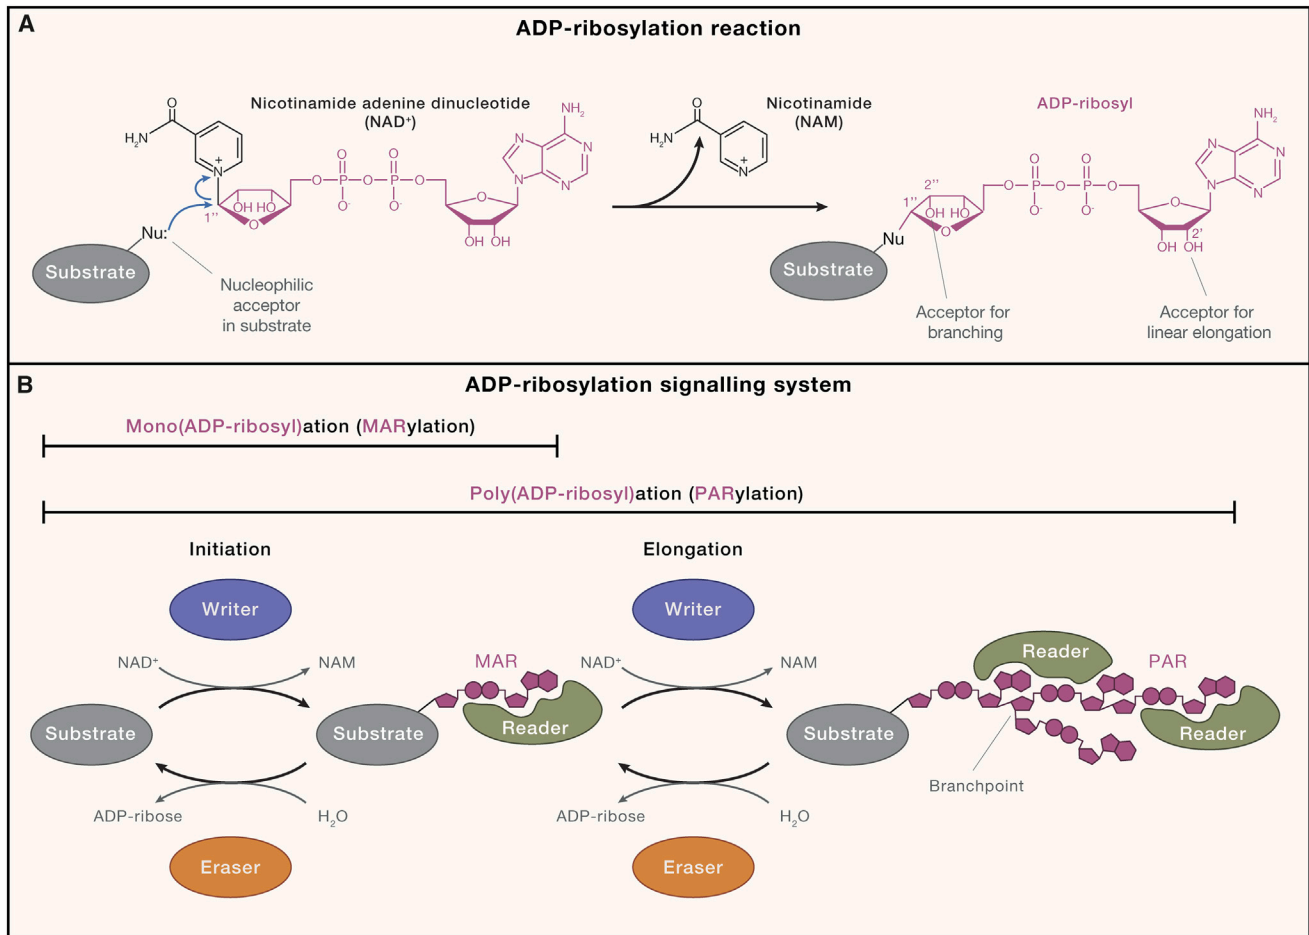 A
ADP-ribosylation reaction
Nicotinamide adenine dinucleotide
(NAD⁺)
O
H₂N
N
+
1''
OH HO
O
O
O
P
O⁻
O
O
P
O⁻
O
O
OH OH
N
N
N
N
NH₂
Nu:
Substrate
Nucleophilic
acceptor
in substrate
O
H₂N
N
+
Nicotinamide
(NAM)
ADP-ribosyl
2''
1''
OH HO
O
O
O
P
O⁻
O
O
P
O⁻
O
O
2'
OH OH
N
N
N
N
NH₂
Nu
Substrate
Acceptor for
branching
Acceptor for
linear elongation
B
ADP-ribosylation signalling system
Mono(ADP-ribosyl)ation (MARylation)
Poly(ADP-ribosyl)ation (PARylation)
Initiation
Elongation
Writer
Writer
NAD⁺
NAM
MAR
NAD⁺
NAM
Reader
PAR
Substrate
Substrate
Reader
Substrate
Reader
Branchpoint
ADP-ribose
H₂O
ADP-ribose
H₂O
Eraser
Eraser